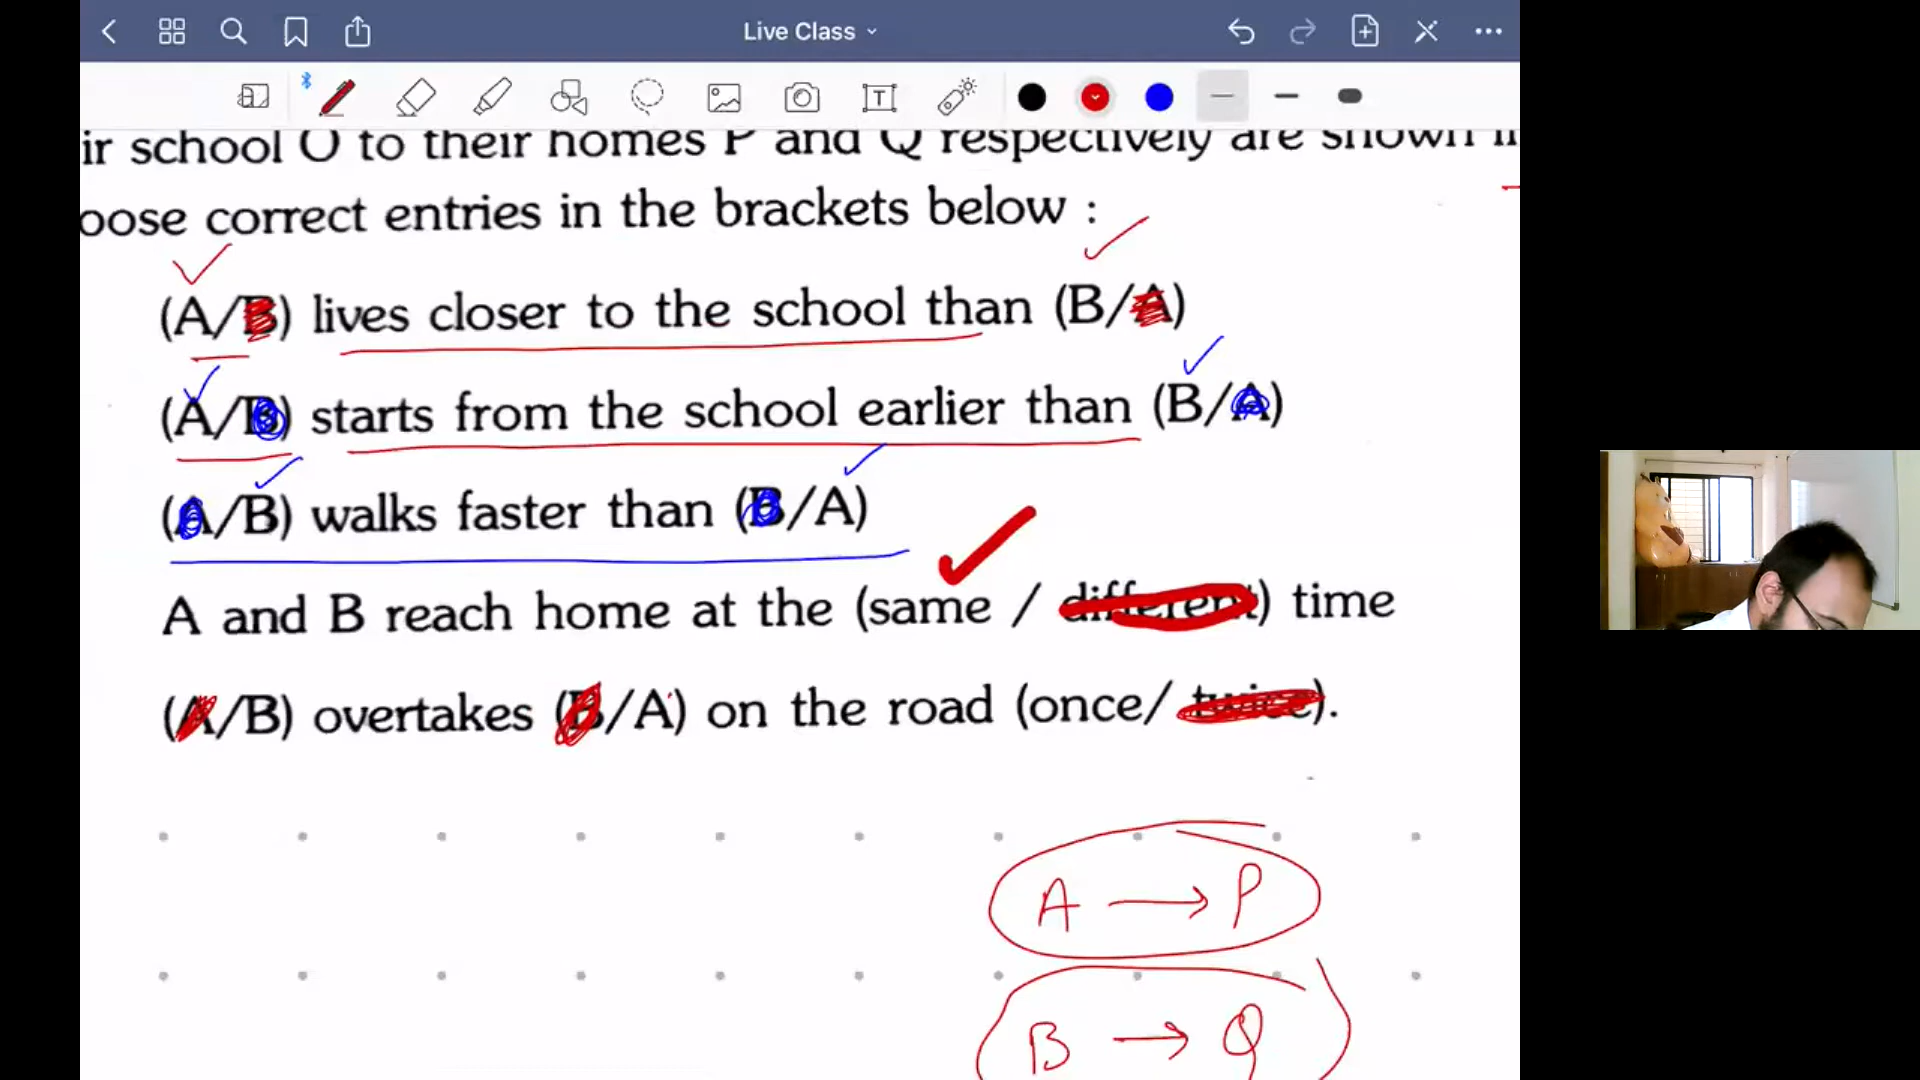 Live Class
ir school O to their homes P and Q respectively are shown i
oose correct entries in the brackets below :
(A/B) lives closer to the school than (B/A)
(A/B) starts from the school earlier than (B/A)
(A/B) walks faster than (B/A)
A and B reach home at the (same / different) time
(A/B) overtakes (B/A) on the road (once/ twice).
A → P
B → Q